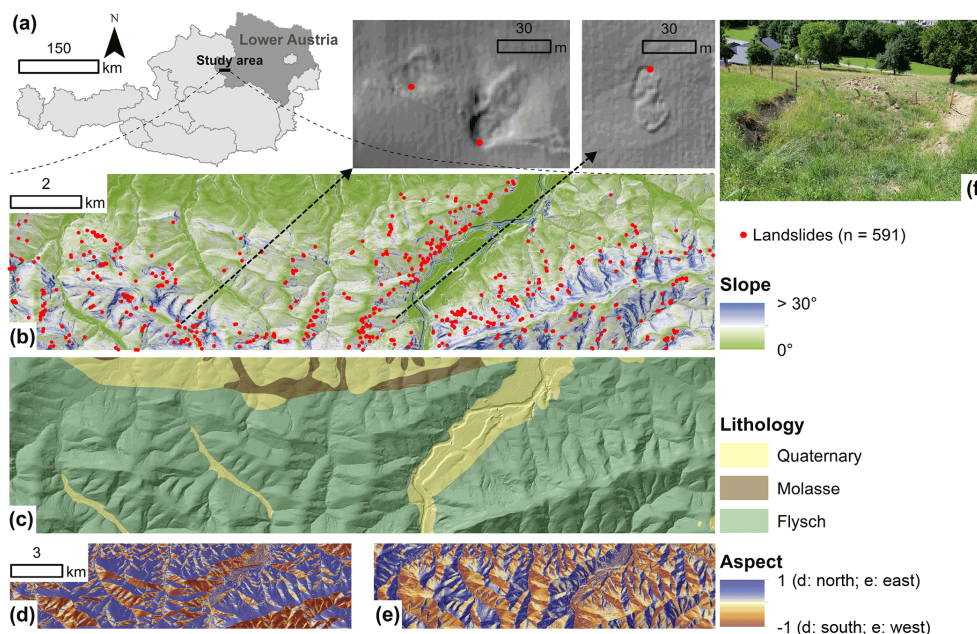 (a)
N
150
km
Lower Austria
Study area
30
m
30
m
(f)
2
km
(b)
Landslides (n = 591)
Slope
> 30°
0°
(c)
Lithology
Quaternary
Molasse
Flysch
3
km
(d)
(e)
Aspect
1 (d: north; e: east)
-1 (d: south; e: west)